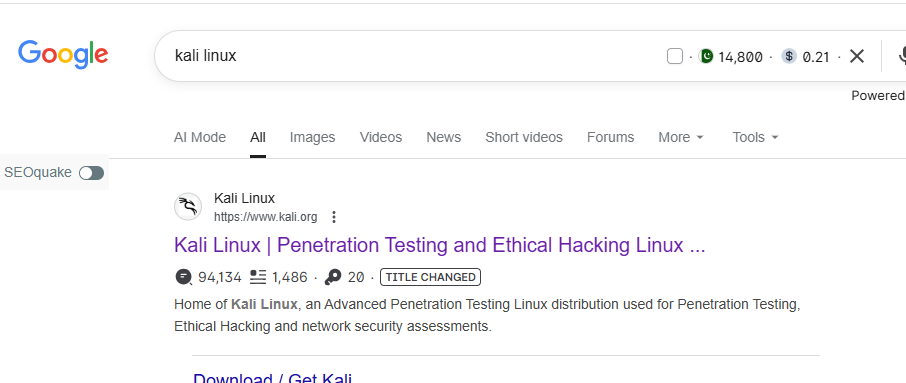 Google
kali linux · 14,800 · $ 0.21 ·
Powered
AI Mode All Images Videos News Short videos Forums More Tools
SEOquake
Kali Linux
https://www.kali.org
Kali Linux | Penetration Testing and Ethical Hacking Linux ...
94,134 1,486 · 20 · TITLE CHANGED
Home of Kali Linux, an Advanced Penetration Testing Linux distribution used for Penetration Testing,
Ethical Hacking and network security assessments.
Download / Get Kali